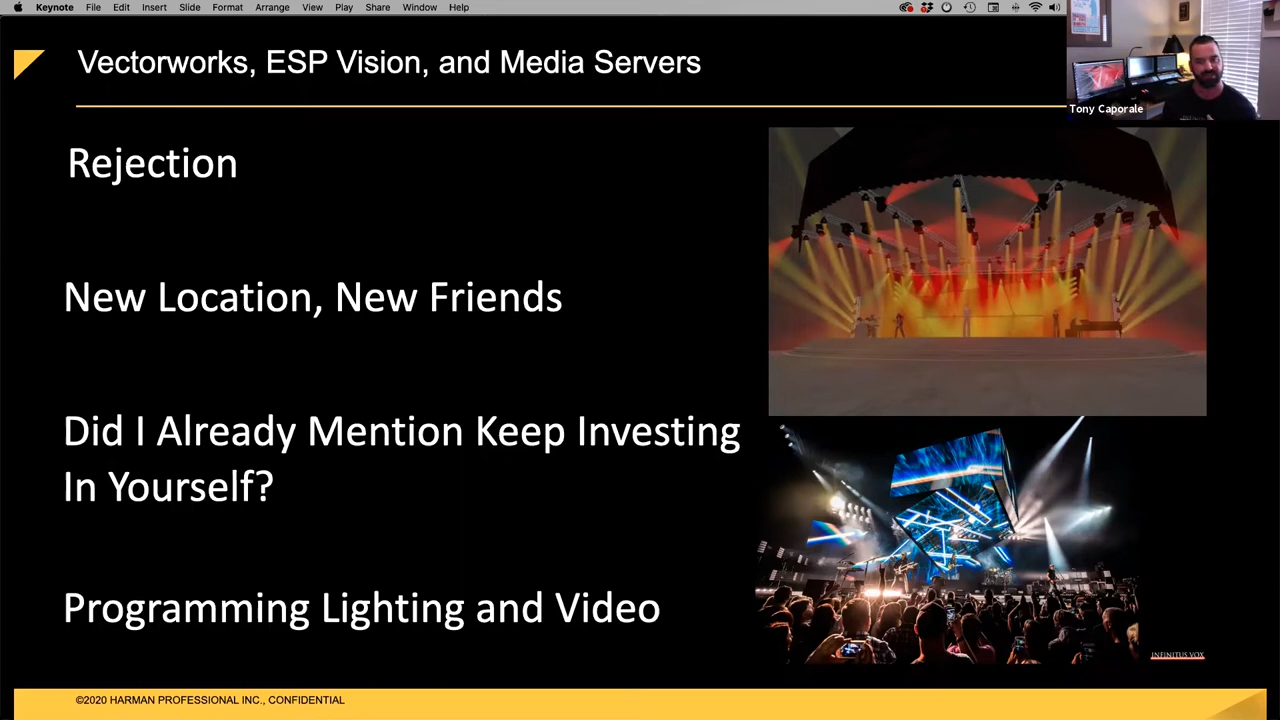 Keynote File Edit Insert Slide Format Arrange View Play Share Window Help
Vectorworks, ESP Vision, and Media Servers
Tony Caporale
Rejection
New Location, New Friends
Did I Already Mention Keep Investing
In Yourself?
Programming Lighting and Video
INFINITUS VOX
©2020 HARMAN PROFESSIONAL INC., CONFIDENTIAL